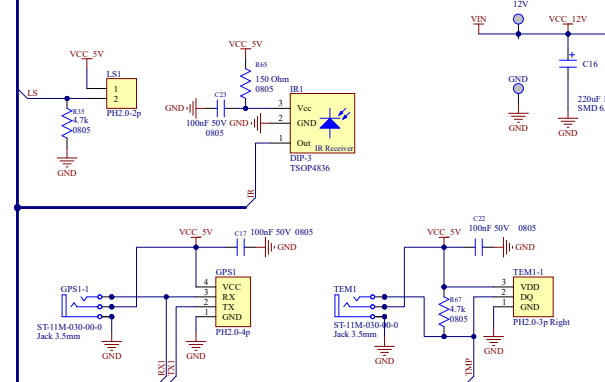 12V
VIN
VCC_12V
C16
220uF
SMD 6.
GND
GND
GND
VCC_5V
LS1
1
2
PH2.0-2p
LS
R35
4.7k
0805
GND
VCC_5V
R65
150 Ohm
0805
C23
GND
100nF 50V
0805
GND
IR1
3 Vcc
2 GND
1 Out
IR Receiver
DIP-3
TSOP4836
IR
VCC_5V
C17 100nF 50V 0805
GND
GPS1
4 VCC
3 RX
2 TX
1 GND
PH2.0-4p
GND
GPS1-1
ST-11M-030-00-0
Jack 3.5mm
GND
RX1
TX1
VCC_5V
C22
100nF 50V 0805
GND
TEM1
ST-11M-030-00-0
Jack 3.5mm
GND
R67
4.7k
0805
TEM1-1
3 VDD
2 DQ
1 GND
PH2.0-3p Right
GND
TMP